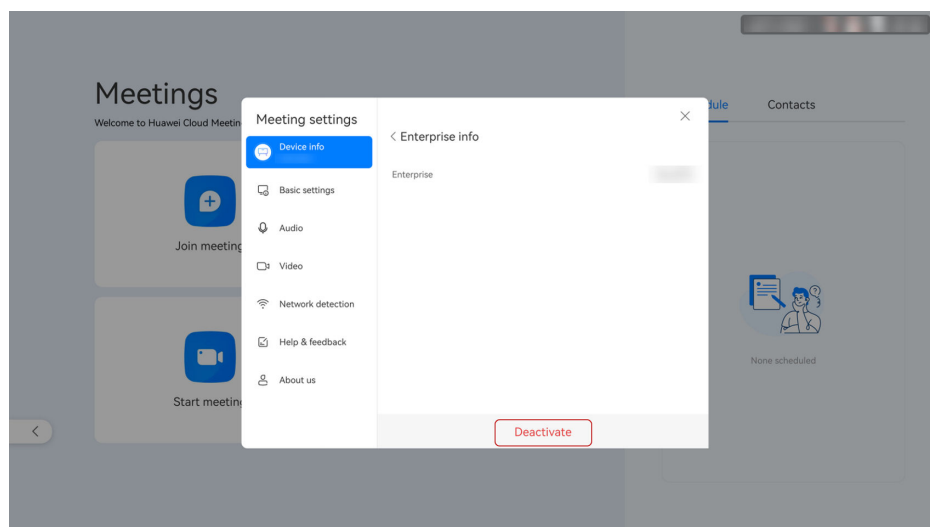 Meetings
Welcome to Huawei Cloud Meetin
Join meeting
Start meeting
Meeting settings
Device info
Basic settings
Audio
Video
Network detection
Help & feedback
About us
Enterprise info
Enterprise
Deactivate
dule
Contacts
None scheduled